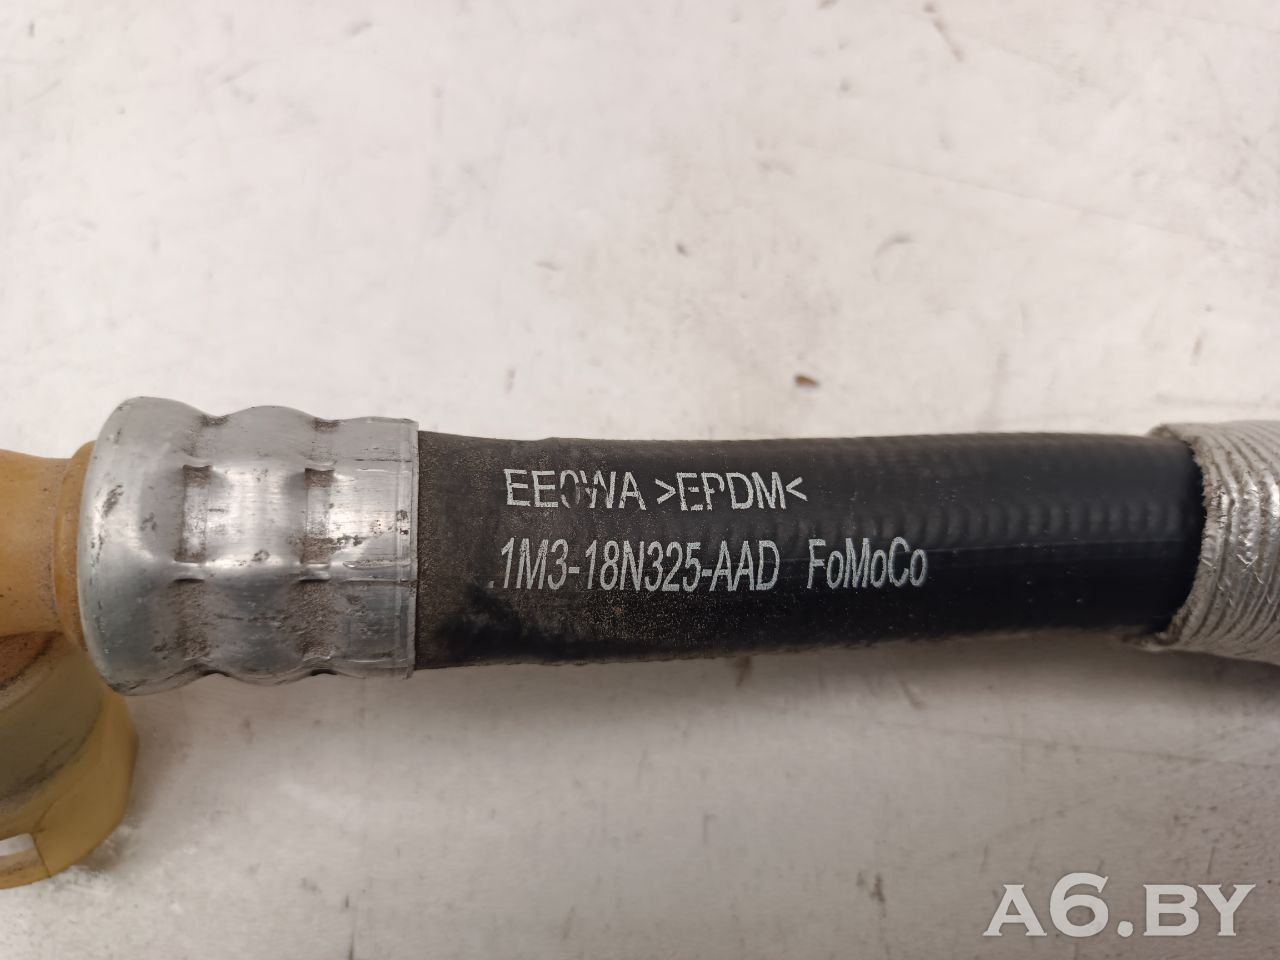 EE0WA >EPDM<
1M3-18N325-AAD FoMoCo
A6.BY